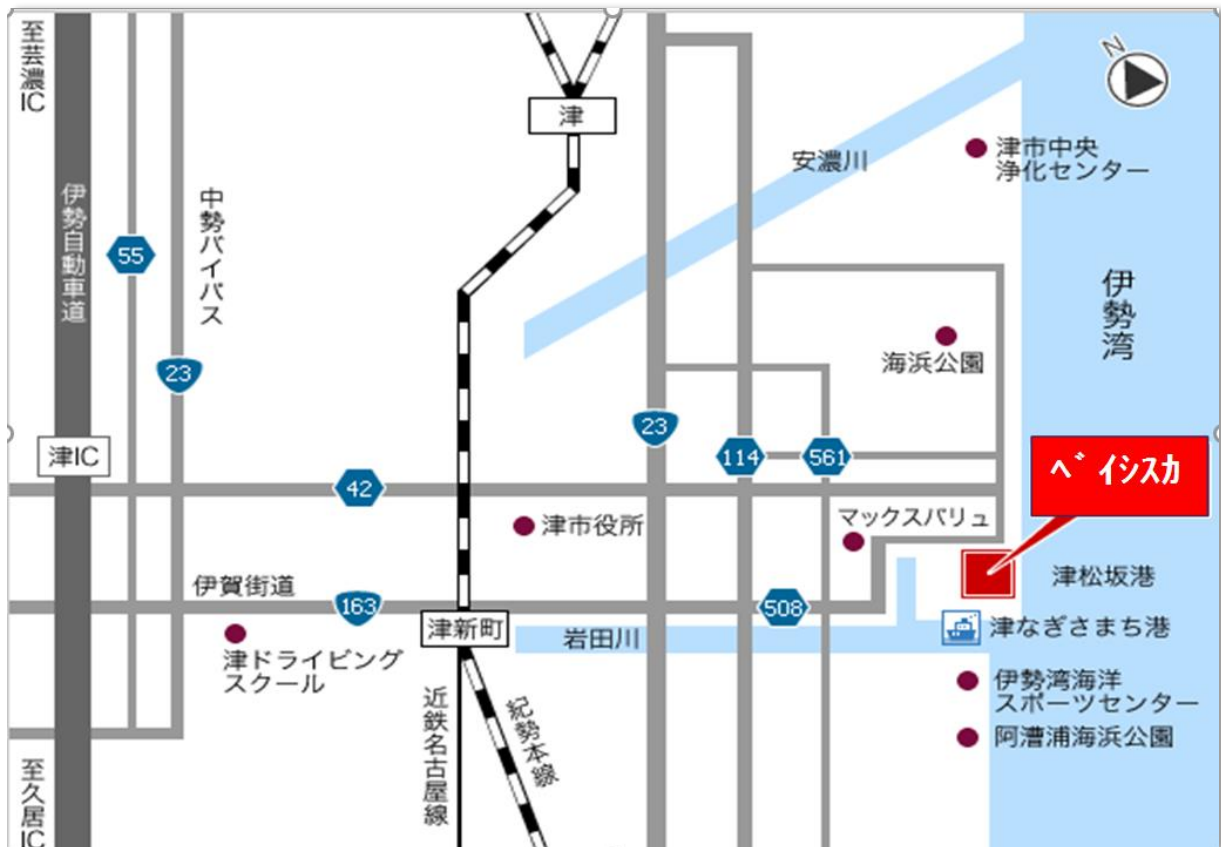 至芸濃IC
N
津
安濃川
津市中央
浄化センター
伊勢自動車道
中勢バイパス
55
伊勢湾
海浜公園
23
23
114
561
津IC
ベイシスカ
42
マックスバリュ
津市役所
津松坂港
伊賀街道
163
508
津新町
岩田川
津なぎさまち港
津ドライビング
スクール
伊勢湾海洋
スポーツセンター
近鉄名古屋線
紀勢本線
阿漕浦海浜公園
至久居IC